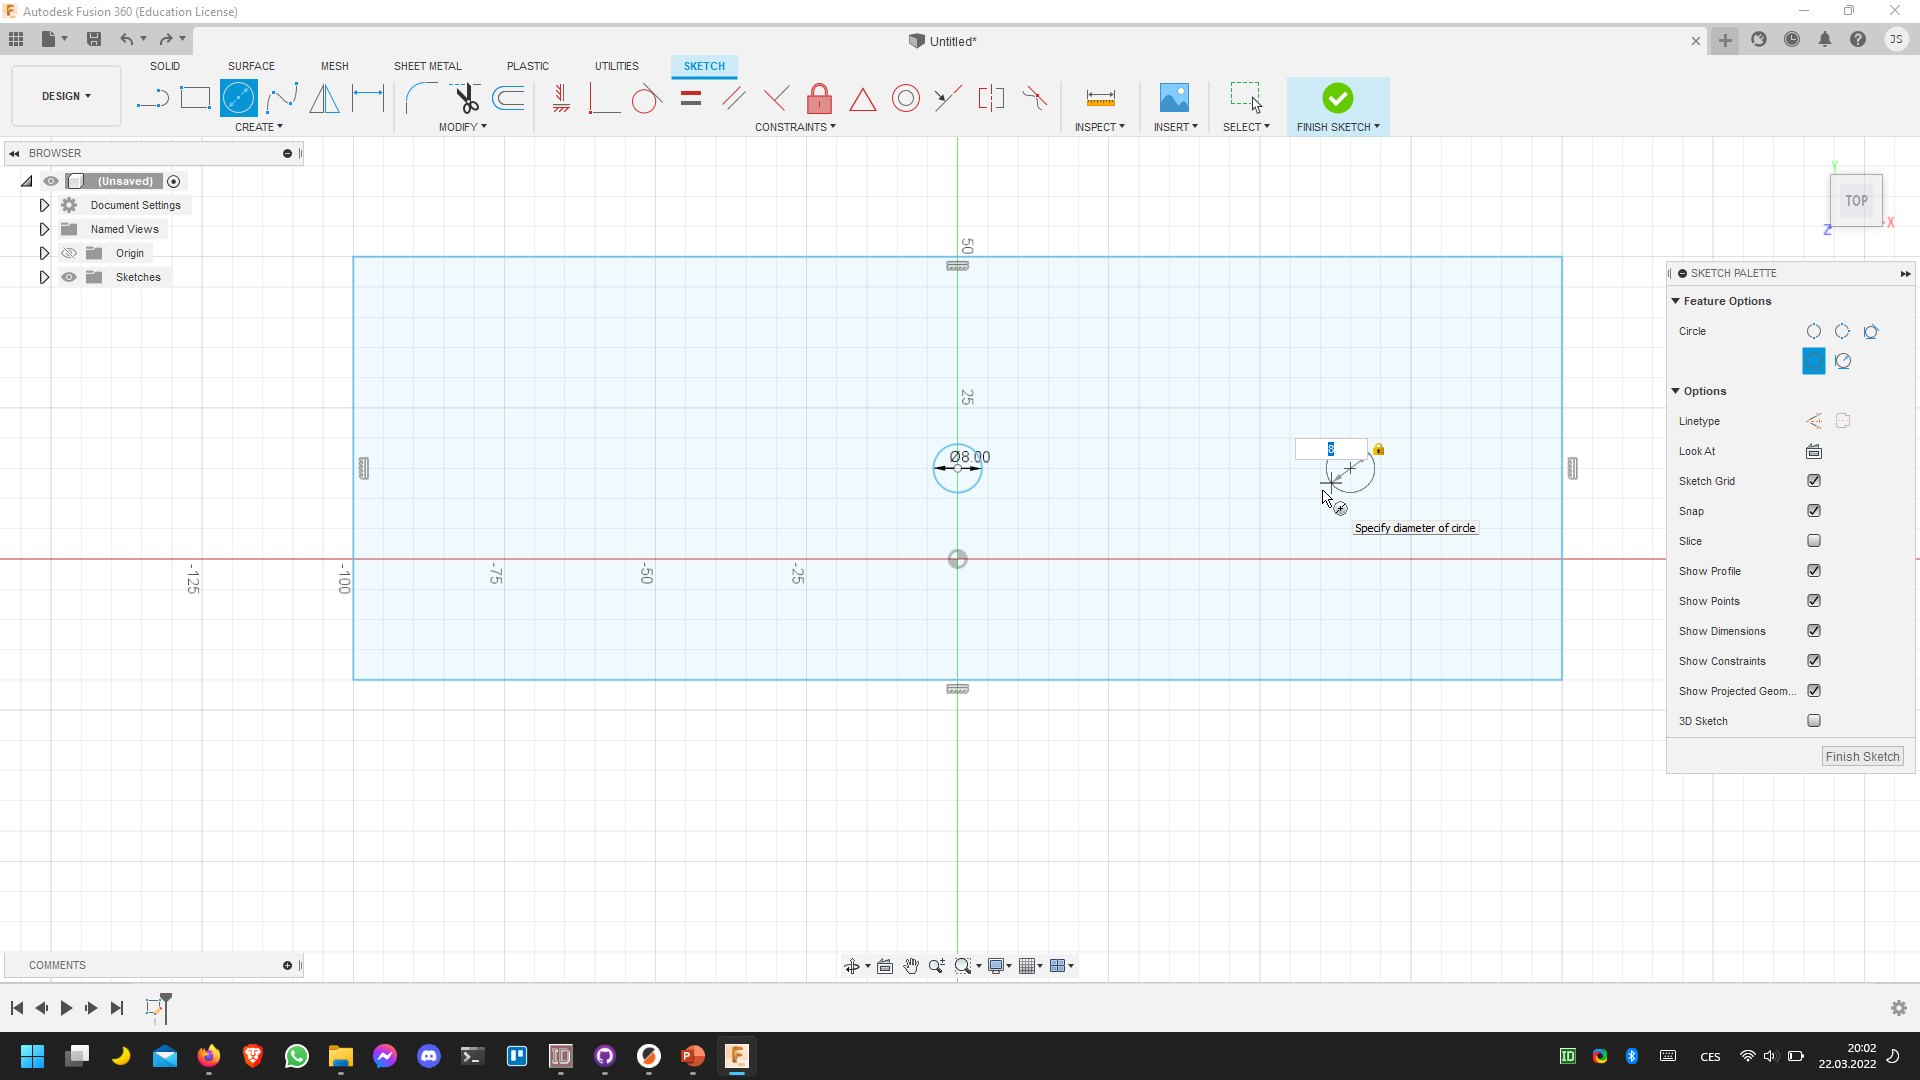 Autodesk Fusion 360 (Education License)
Untitled*
JS
DESIGN
SOLID
SURFACE
MESH
SHEET METAL
PLASTIC
UTILITIES
SKETCH
CREATE
MODIFY
CONSTRAINTS
INSPECT
INSERT
SELECT
FINISH SKETCH
BROWSER
(Unsaved)
Document Settings
Named Views
Origin
Sketches
50
25
Ø8.00
8
Specify diameter of circle
-125
-100
-75
-50
-25
Y
TOP
X
Z
SKETCH PALETTE
Feature Options
Circle
Options
Linetype
Look At
Sketch Grid
Snap
Slice
Show Profile
Show Points
Show Dimensions
Show Constraints
Show Projected Geom...
3D Sketch
Finish Sketch
COMMENTS
ID
ID
CES
20:02
22.03.2022